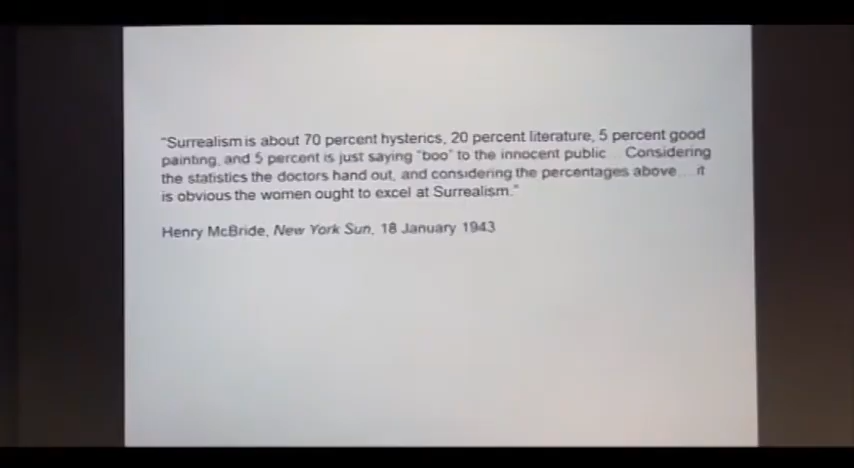 "Surrealism is about 70 percent hysterics, 20 percent literature, 5 percent good
painting, and 5 percent is just saying "boo" to the innocent public... Considering
the statistics the doctors hand out, and considering the percentages above.... it
is obvious the women ought to excel at Surrealism."
Henry McBride, New York Sun, 18 January 1943